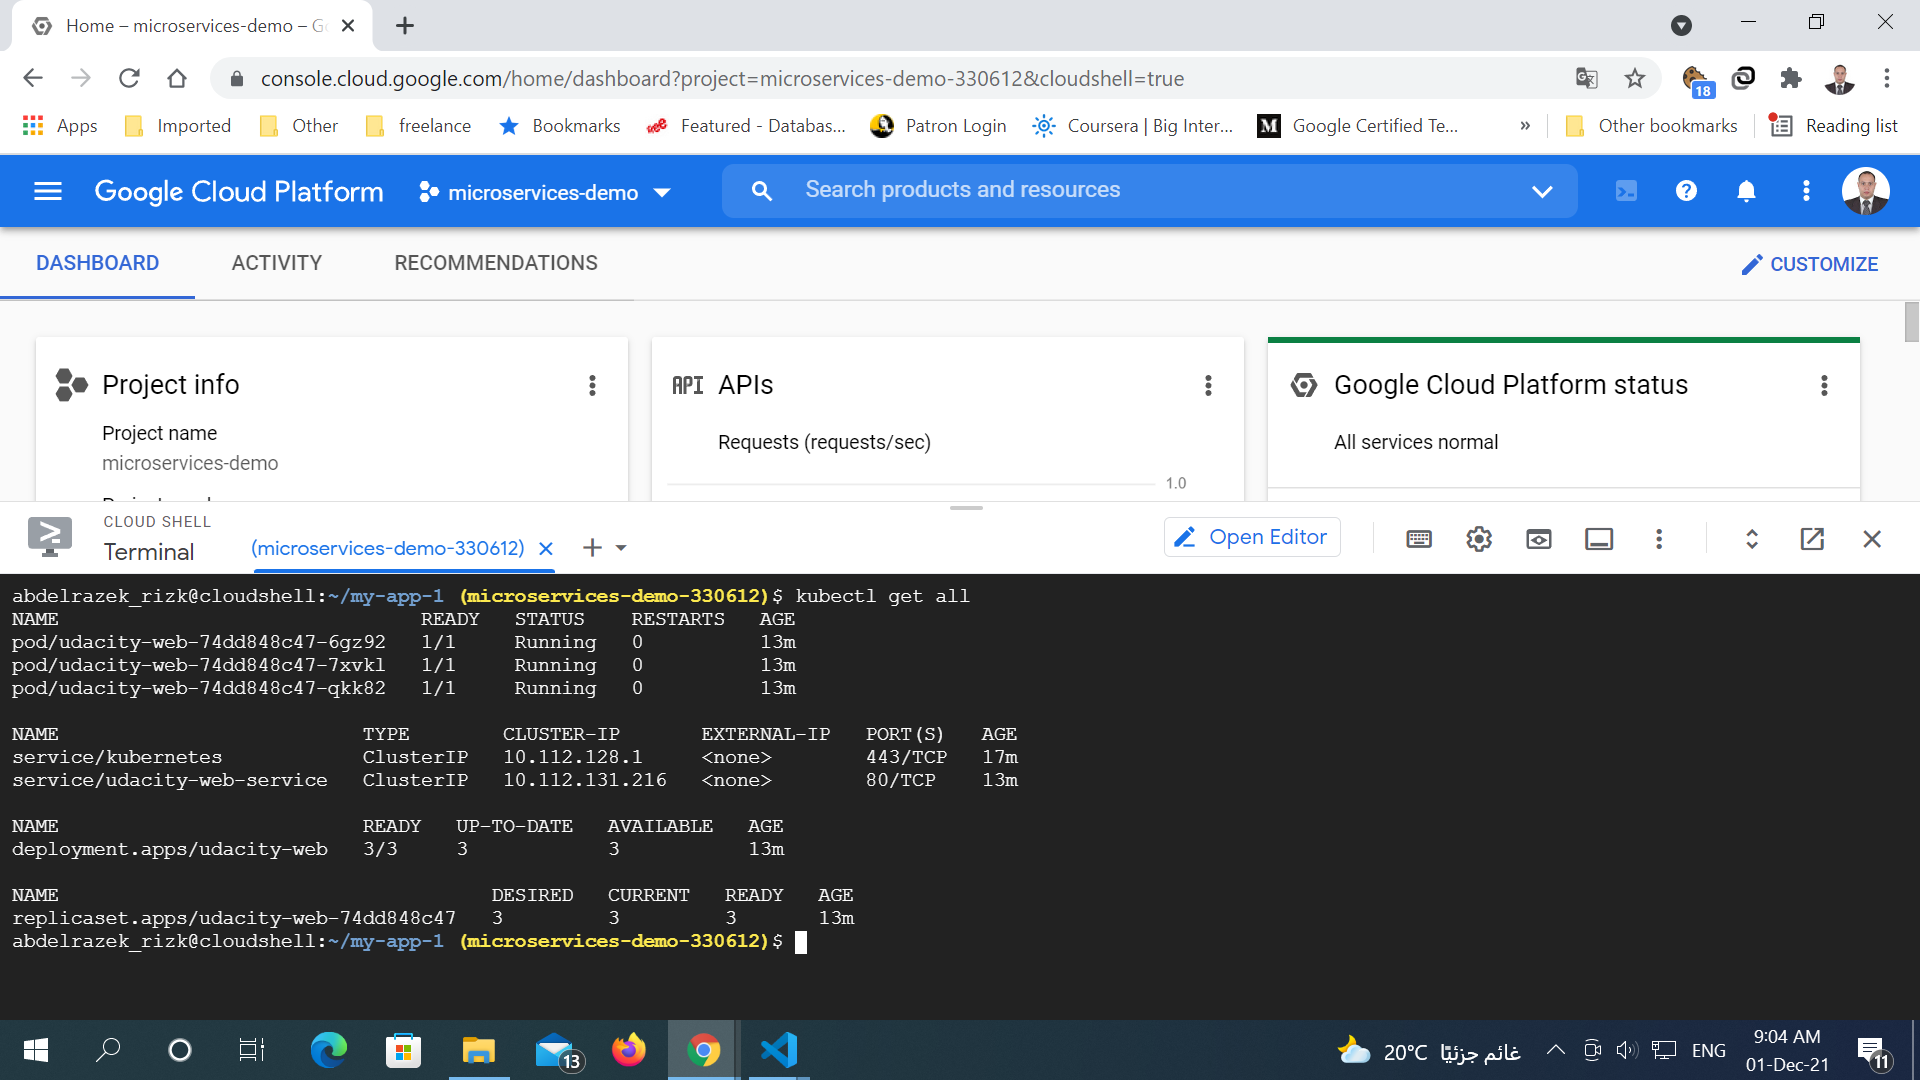 Home – microservices-demo – G
console.cloud.google.com/home/dashboard?project=microservices-demo-330612&cloudshell=true
18
Apps Imported Other freelance Bookmarks Featured - Databas... Patron Login Coursera | Big Inter... M Google Certified Te... » Other bookmarks Reading list
Google Cloud Platform microservices-demo Search products and resources
DASHBOARD ACTIVITY RECOMMENDATIONS CUSTOMIZE
Project info
Project name
microservices-demo
API APIs
Requests (requests/sec)
1.0
Google Cloud Platform status
All services normal
CLOUD SHELL
Terminal (microservices-demo-330612) Open Editor
abdelrazek_rizk@cloudshell:~/my-app-1 (microservices-demo-330612)$ kubectl get all
NAME READY STATUS RESTARTS AGE
pod/udacity-web-74dd848c47-6gz92 1/1 Running 0 13m
pod/udacity-web-74dd848c47-7xvkl 1/1 Running 0 13m
pod/udacity-web-74dd848c47-qkk82 1/1 Running 0 13m
NAME TYPE CLUSTER-IP EXTERNAL-IP PORT(S) AGE
service/kubernetes ClusterIP 10.112.128.1 <none> 443/TCP 17m
service/udacity-web-service ClusterIP 10.112.131.216 <none> 80/TCP 13m
NAME READY UP-TO-DATE AVAILABLE AGE
deployment.apps/udacity-web 3/3 3 3 13m
NAME DESIRED CURRENT READY AGE
replicaset.apps/udacity-web-74dd848c47 3 3 3 13m
abdelrazek_rizk@cloudshell:~/my-app-1 (microservices-demo-330612)$
13
20°C غائم جزئيًا
ENG
9:04 AM
01-Dec-21
11